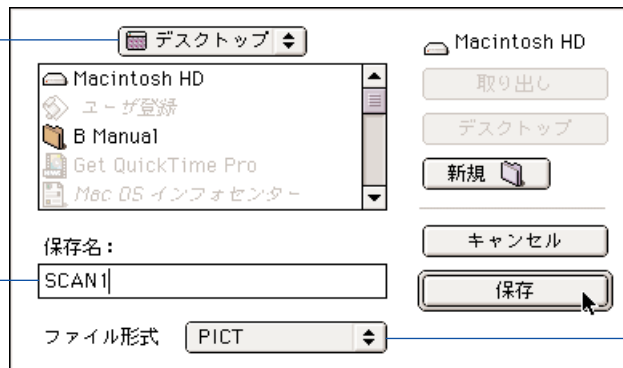 デスクトップ
Macintosh HD
ユーザ登録
B Manual
Get QuickTime Pro
Mac OS インフォセンター
Macintosh HD
取り出し
デスクトップ
新規
キャンセル
保存
保存名：
SCAN1
ファイル形式 PICT